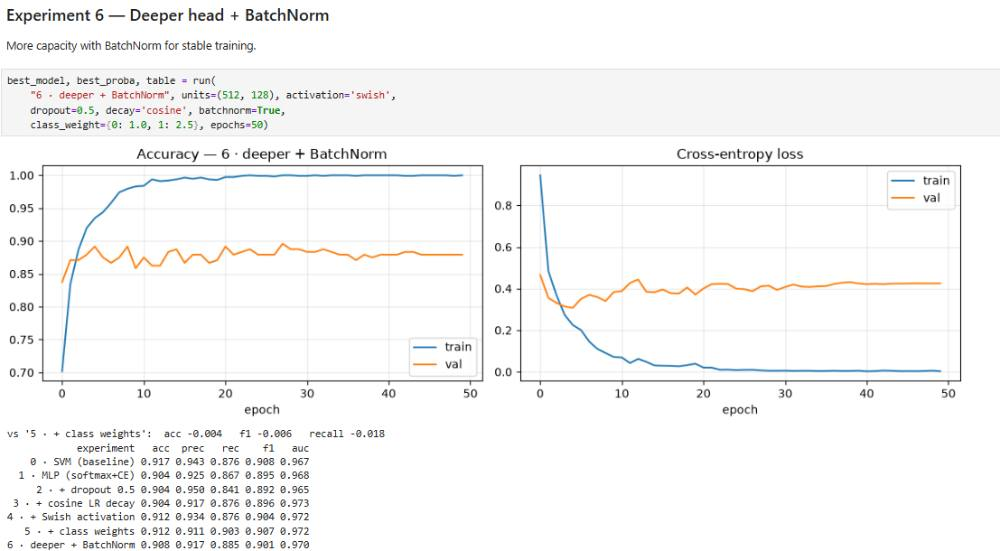 Experiment 6 — Deeper head + BatchNorm
More capacity with BatchNorm for stable training.
best_model, best_proba, table = run(
"6 · deeper + BatchNorm", units=(512, 128), activation='swish',
dropout=0.5, decay='cosine', batchnorm=True,
class_weight={0: 1.0, 1: 2.5}, epochs=50)
Accuracy — 6 · deeper + BatchNorm
1.00
0.95
0.90
0.85
0.80
0.75
0.70
train
val
0 10 20 30 40 50
epoch
Cross-entropy loss
train
val
0.8
0.6
0.4
0.2
0.0
0 10 20 30 40 50
epoch
vs '5 · + class weights': acc -0.004 f1 -0.006 recall -0.018
experiment acc prec rec f1 auc
0 · SVM (baseline) 0.917 0.943 0.876 0.908 0.967
1 · MLP (softmax+CE) 0.904 0.925 0.867 0.895 0.968
2 · + dropout 0.5 0.904 0.950 0.841 0.892 0.965
3 · + cosine LR decay 0.904 0.917 0.876 0.896 0.973
4 · + Swish activation 0.912 0.934 0.876 0.904 0.972
5 · + class weights 0.912 0.911 0.903 0.907 0.972
6 · deeper + BatchNorm 0.908 0.917 0.885 0.901 0.970